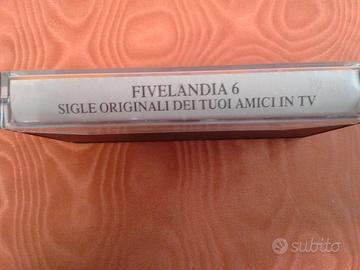 FIVELANDIA 6
SIGLE ORIGINALI DEI TUOI AMICI IN TV
subito